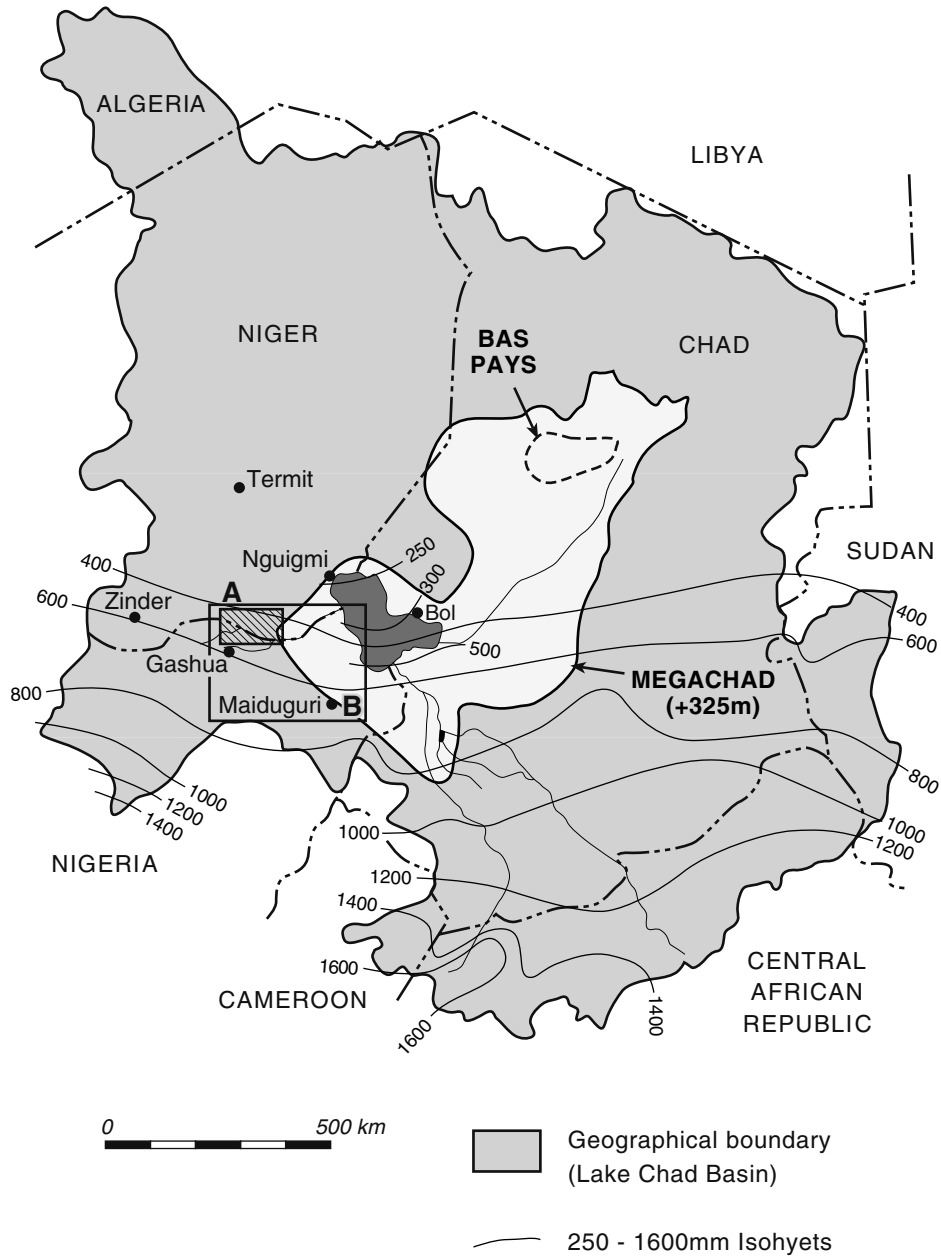 ALGERIA
LIBYA
NIGER
BAS
PAYS
CHAD
Termit
Nguigmi
250
SUDAN
400
A
300
600
Zinder
Bol
400
500
600
Gashua
MEGACHAD
(+325m)
800
Maiduguri
B
800
1000
1200
1400
1000
1000
1200
NIGERIA
1200
1400
1600
CENTRAL
AFRICAN
REPUBLIC
CAMEROON
1400
1600
0
500 km
Geographical boundary
(Lake Chad Basin)
250 - 1600mm Isohyets